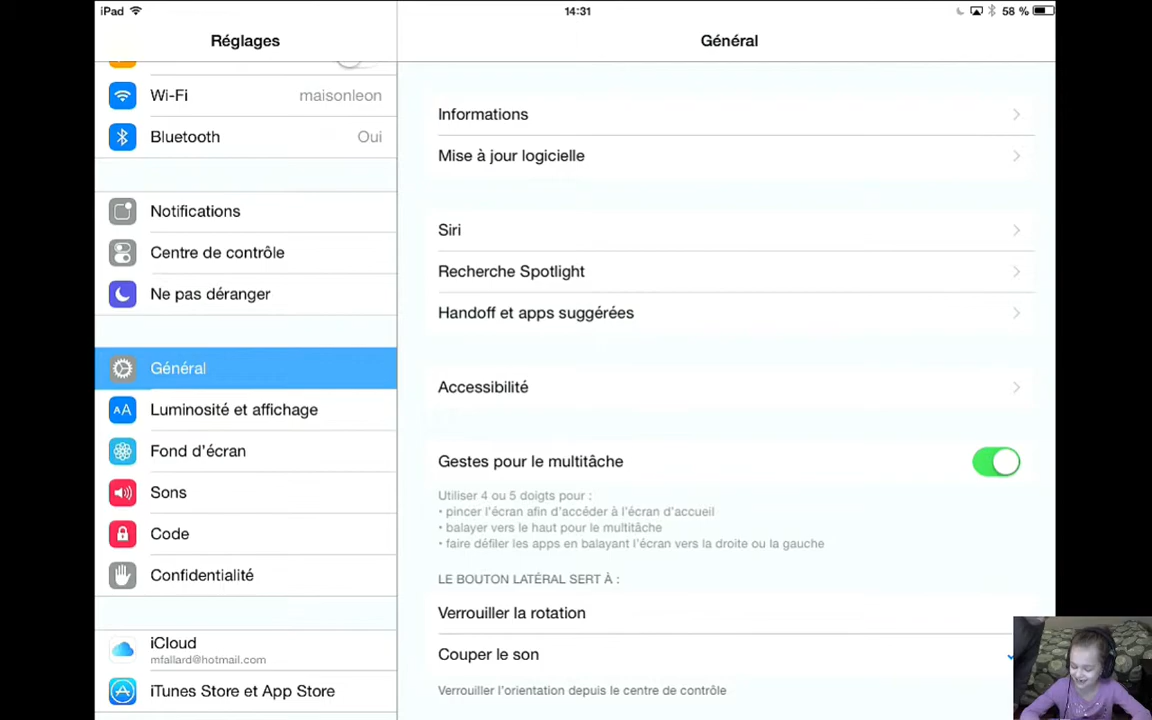 iPad
14:31
58 %
Réglages
Général
Wi-Fi
maisonleon
Bluetooth
Oui
Notifications
Centre de contrôle
Ne pas déranger
Général
Luminosité et affichage
Fond d'écran
Sons
Code
Confidentialité
iCloud
mfallard@hotmail.com
iTunes Store et App Store
Informations
Mise à jour logicielle
Siri
Recherche Spotlight
Handoff et apps suggérées
Accessibilité
Gestes pour le multitâche
Utiliser 4 ou 5 doigts pour :
• pincer l'écran afin d'accéder à l'écran d'accueil
• balayer vers le haut pour le multitâche
• faire défiler les apps en balayant l'écran vers la droite ou la gauche
LE BOUTON LATÉRAL SERT À :
Verrouiller la rotation
Couper le son
Verrouiller l'orientation depuis le centre de contrôle